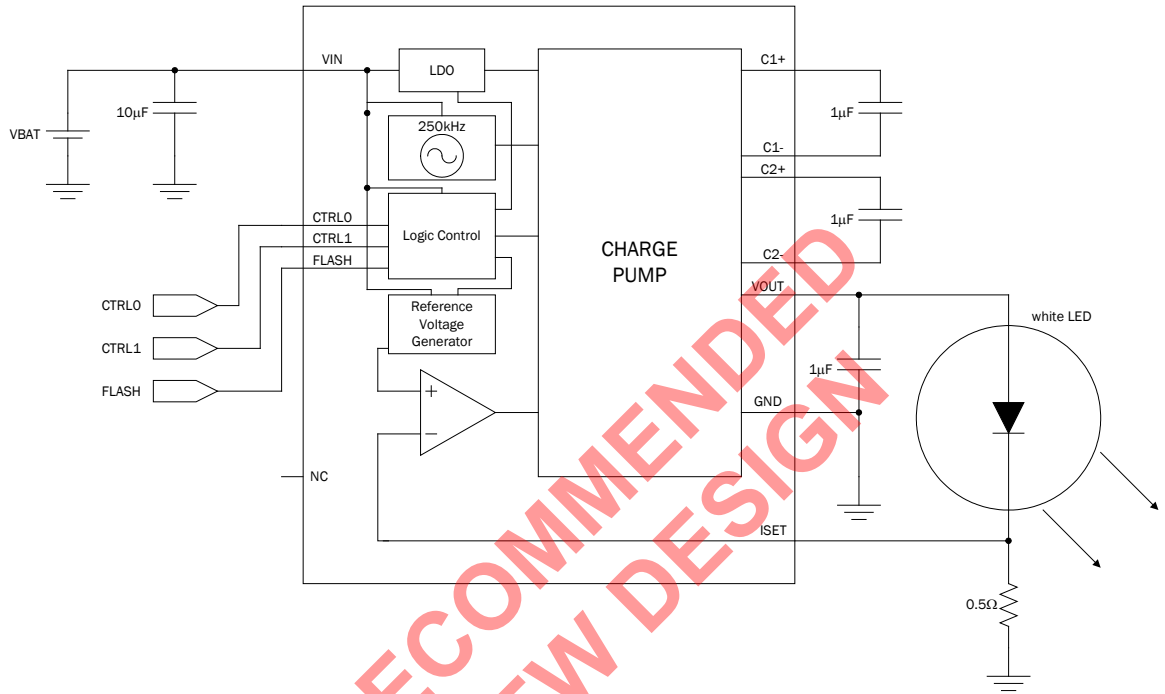 VIN
LDO
C1+
10µF
VBAT
250kHz
1µF
C1-
C2+
CTRL0
CTRL1
FLASH
Logic Control
1µF
CHARGE
PUMP
C2-
VOUT
CTRL0
CTRL1
FLASH
Reference
Voltage
Generator
white LED
1µF
GND
+
−
NC
ISET
0.5Ω
RECOMMENDED
NEW DESIGN